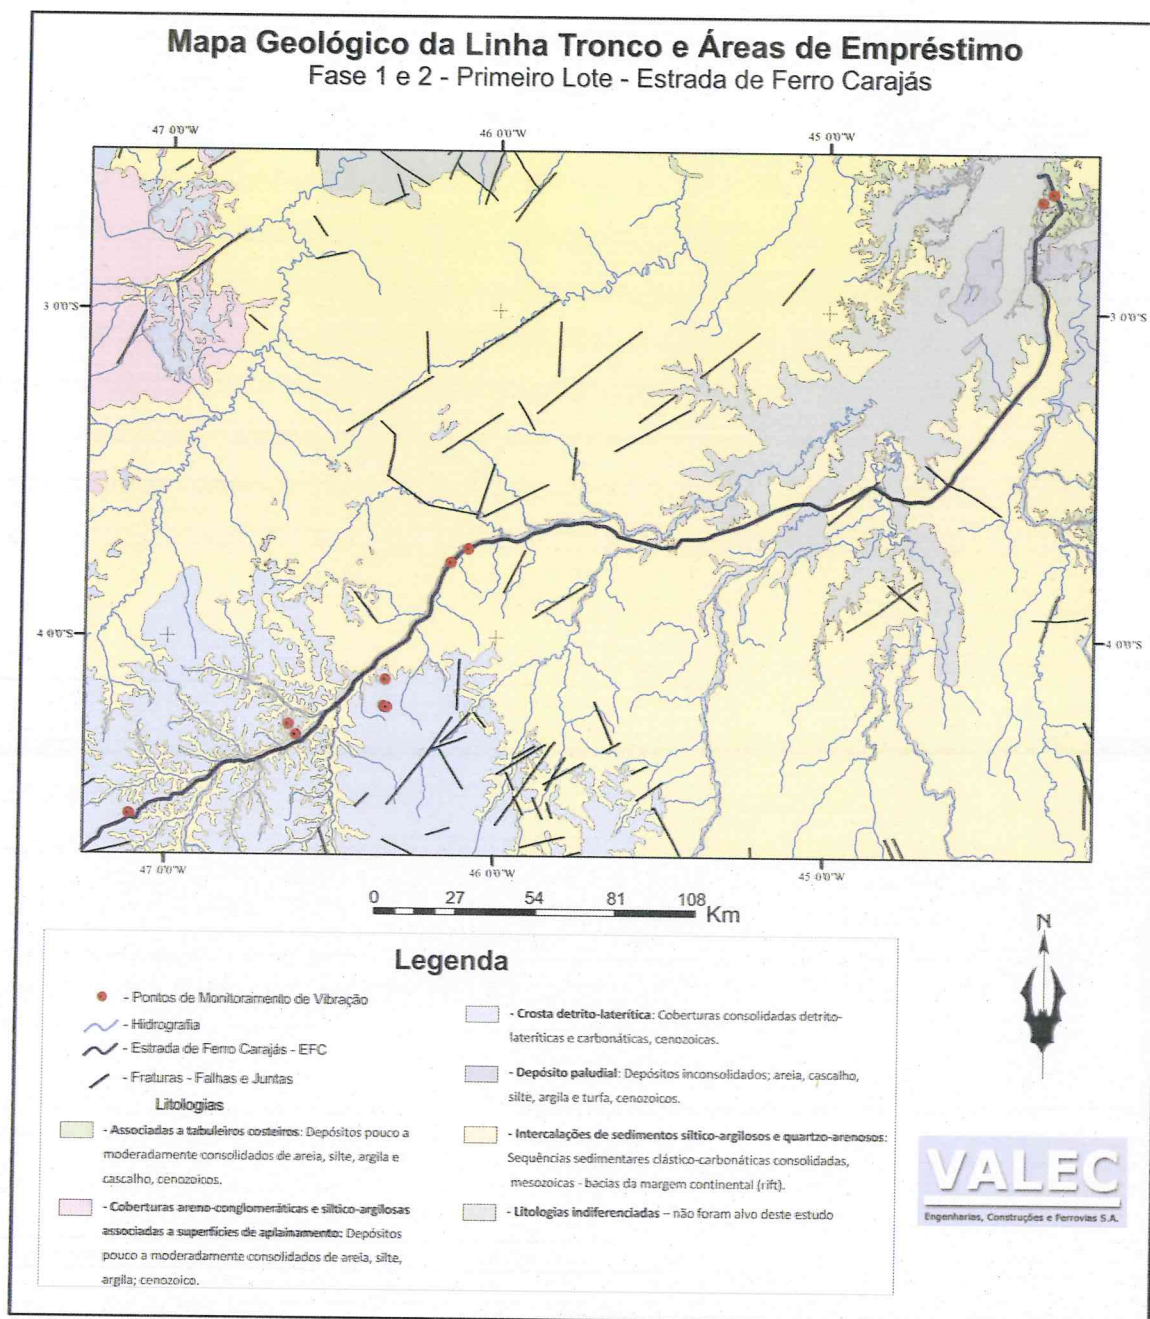 Mapa Geológico da Linha Tronco e Áreas de Empréstimo
Fase 1 e 2 - Primeiro Lote - Estrada de Ferro Carajás
47 0'0"W
46 0'0"W
45 0'0"W
3 0'0"S
3 0'0"S
4 0'0"S
4 0'0"S
47 0'0"W
46 0'0"W
45 0'0"W
0 27 54 81 108
Km
N
Legenda
- Pontos de Monitoramento de Vibração
- Hidrografia
- Estrada de Ferro Carajás - EFC
- Fraturas - Falhas e Juntas
Litologias
- Associadas a tabuleiros costeiros: Depósitos pouco a
moderadamente consolidados de areia, silte, argila e
cascalho, cenozoicos.
- Coberturas areno-conglomeráticas e síltico-argilosas
associadas a superfícies de aplainamento: Depósitos
pouco a moderadamente consolidados de areia, silte,
argila; cenozoico.
- Crosta detrito-laterítica: Coberturas consolidadas detrito-
lateríticas e carbonáticas, cenozoicas.
- Depósito paludial: Depósitos inconsolidados; areia, cascalho,
silte, argila e turfa, cenozoicos.
- Intercalações de sedimentos síltico-argilosos e quartzo-arenosos:
Sequências sedimentares clástico-carbonáticas consolidadas,
mesozoicas - bacias da margem continental (rift).
- Litologias indiferenciadas – não foram alvo deste estudo
VALEC
Engenharias, Construções e Ferrovias S.A.